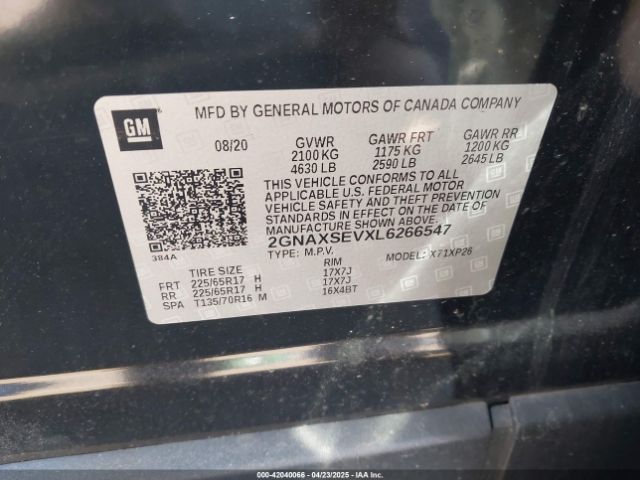 GM
MFD BY GENERAL MOTORS OF CANADA COMPANY
08/20 GVWR GAWR FRT GAWR RR
2100 KG 1175 KG 1200 KG
4630 LB 2590 LB 2645 LB
THIS VEHICLE CONFORMS TO ALL
APPLICABLE U.S. FEDERAL MOTOR
VEHICLE SAFETY AND THEFT PREVENTION
STANDARDS IN EFFECT ON THE DATE OF
MANUFACTURE SHOWN ABOVE.
2GNAXSEVXL6266547
384A TYPE: M.P.V. MODEL: X71XP26
TIRE SIZE RIM
FRT 225/65R17 H 17X7J
RR 225/65R17 H 17X7J
SPA T135/70R16 M 16X4BT
000-42040066 - 04/23/2025 - IAAI.COM